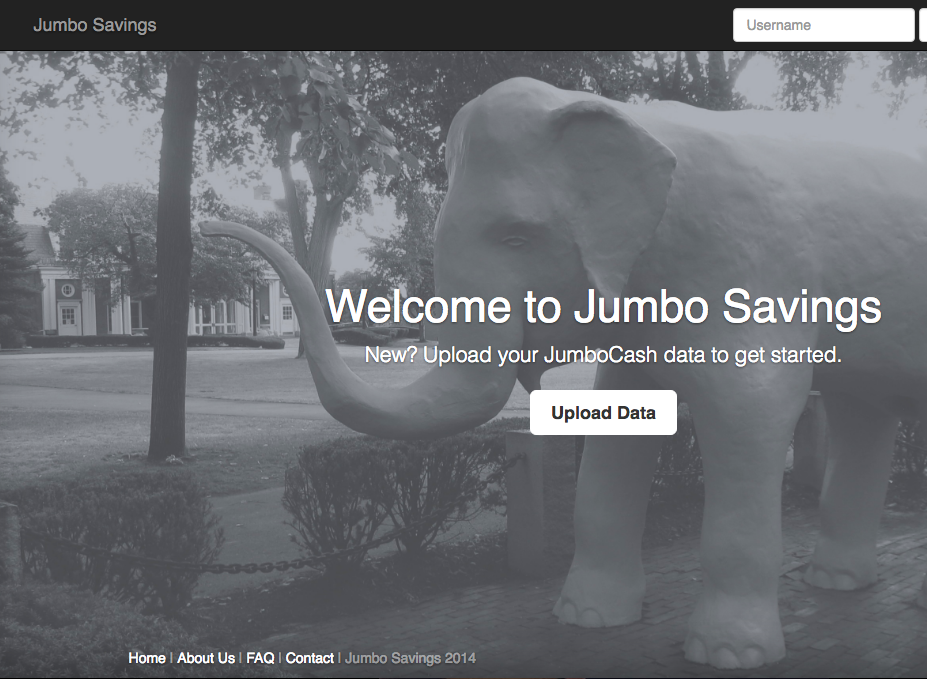 Jumbo Savings
Username
Welcome to Jumbo Savings
New? Upload your JumboCash data to get started.
Upload Data
Home | About Us | FAQ | Contact | Jumbo Savings 2014